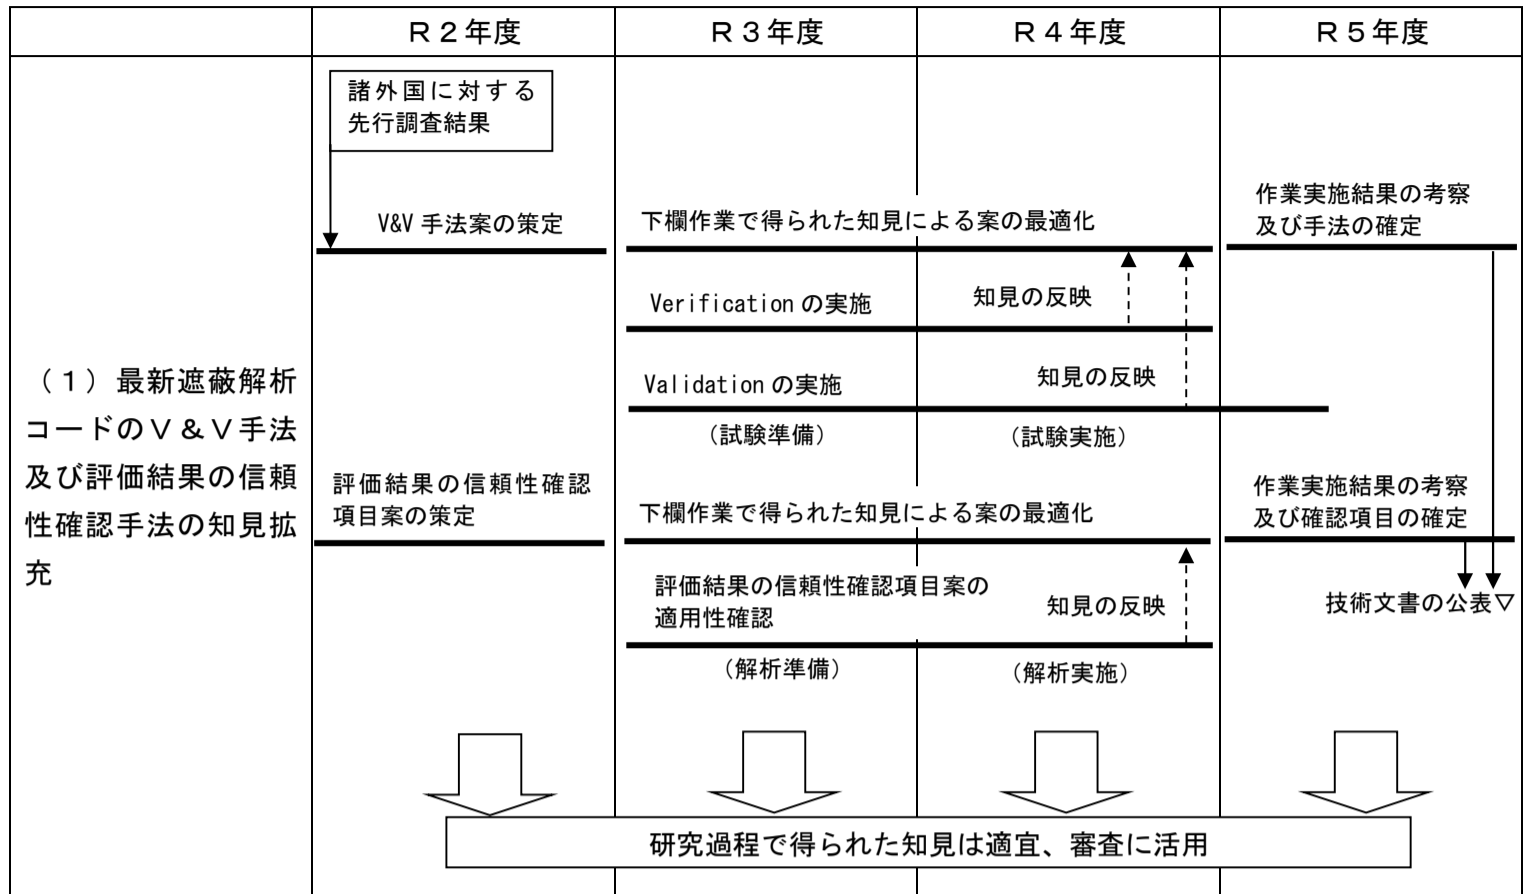 Ｒ２年度
Ｒ３年度
Ｒ４年度
Ｒ５年度
（１）最新遮蔽解析
コードのＶ＆Ｖ手法
及び評価結果の信頼
性確認手法の知見拡
充
諸外国に対する
先行調査結果
V&V 手法案の策定
下欄作業で得られた知見による案の最適化
作業実施結果の考察
及び手法の確定
Verification の実施
知見の反映
Validation の実施
知見の反映
（試験準備）
（試験実施）
評価結果の信頼性確認
項目案の策定
下欄作業で得られた知見による案の最適化
作業実施結果の考察
及び確認項目の確定
評価結果の信頼性確認項目案の
適用性確認
知見の反映
技術文書の公表▽
（解析準備）
（解析実施）
研究過程で得られた知見は適宜、審査に活用